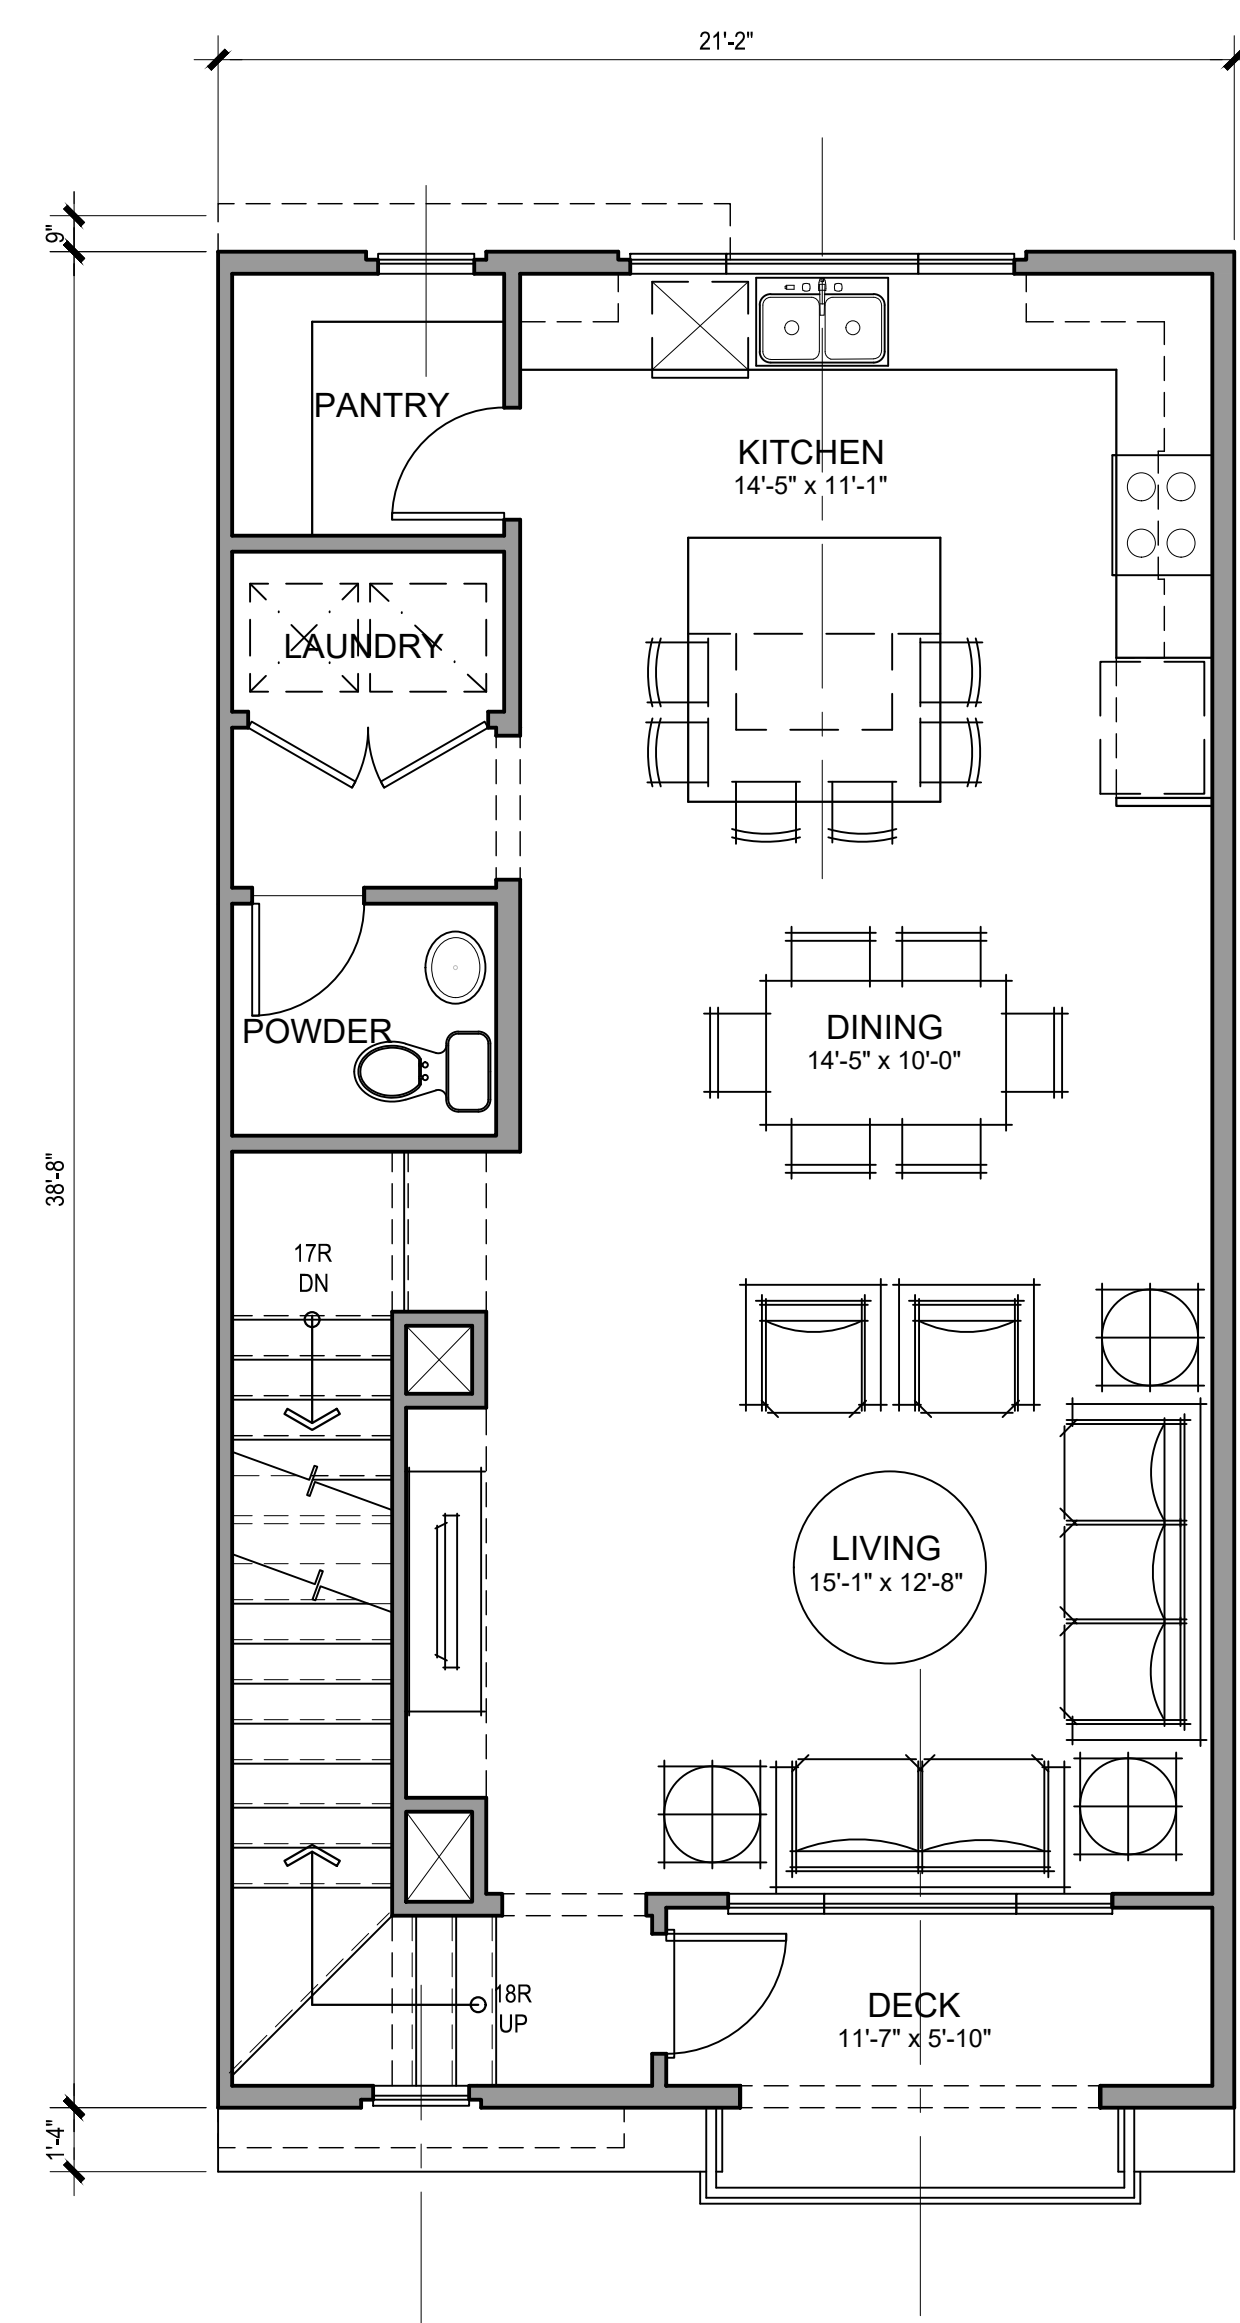 21'-2"
9"
PANTRY
KITCHEN
14'-5" x 11'-1"
LAUNDRY
POWDER
DINING
14'-5" x 10'-0"
38'-8"
17R
DN
LIVING
15'-1" x 12'-8"
18R
UP
DECK
11'-7" x 5'-10"
1'-4"